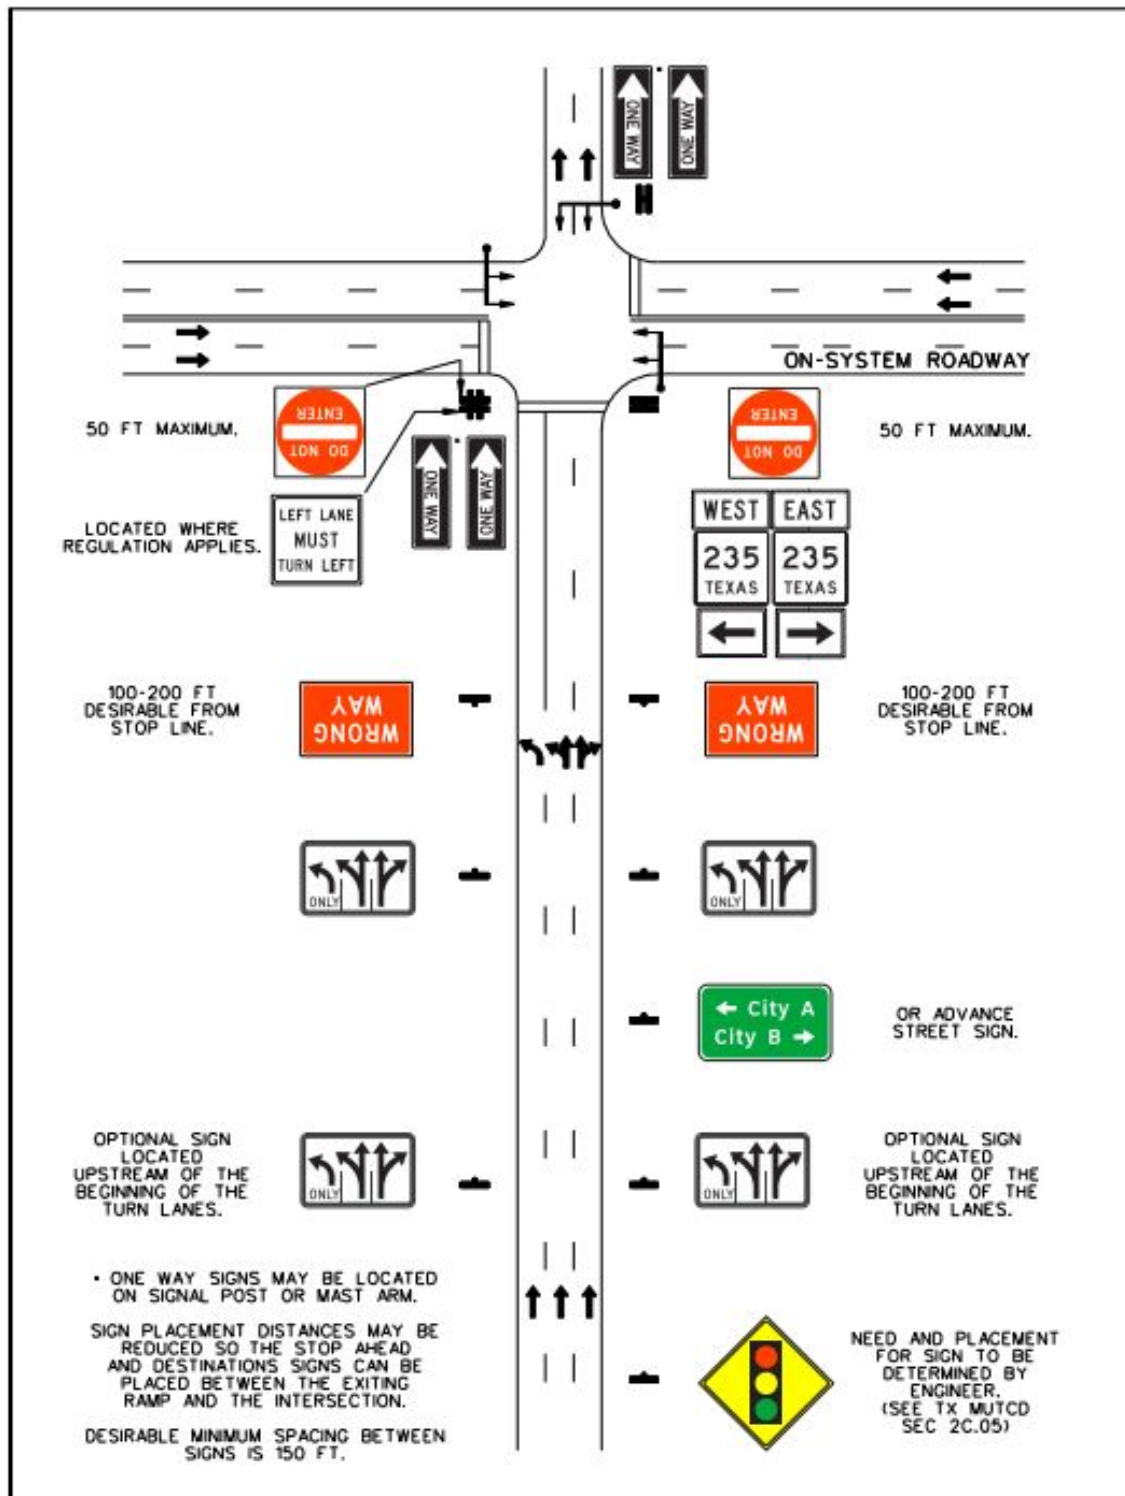 ONE WAY
ONE WAY
ON-SYSTEM ROADWAY
50 FT MAXIMUM.
DO NOT
ENTER
DO NOT
ENTER
50 FT MAXIMUM.
LOCATED WHERE
REGULATION APPLIES.
LEFT LANE
MUST
TURN LEFT
ONE WAY
ONE WAY
WEST EAST
235 235
TEXAS TEXAS
100-200 FT
DESIRABLE FROM
STOP LINE.
WRONG
WAY
WRONG
WAY
100-200 FT
DESIRABLE FROM
STOP LINE.
ONLY
ONLY
← City A
City B →
OR ADVANCE
STREET SIGN.
OPTIONAL SIGN
LOCATED
UPSTREAM OF THE
BEGINNING OF THE
TURN LANES.
ONLY
ONLY
OPTIONAL SIGN
LOCATED
UPSTREAM OF THE
BEGINNING OF THE
TURN LANES.
• ONE WAY SIGNS MAY BE LOCATED
ON SIGNAL POST OR MAST ARM.
SIGN PLACEMENT DISTANCES MAY BE
REDUCED SO THE STOP AHEAD
AND DESTINATIONS SIGNS CAN BE
PLACED BETWEEN THE EXITING
RAMP AND THE INTERSECTION.
DESIRABLE MINIMUM SPACING BETWEEN
SIGNS IS 150 FT.
NEED AND PLACEMENT
FOR SIGN TO BE
DETERMINED BY
ENGINEER.
(SEE TX MUTCD
SEC 2C.05)